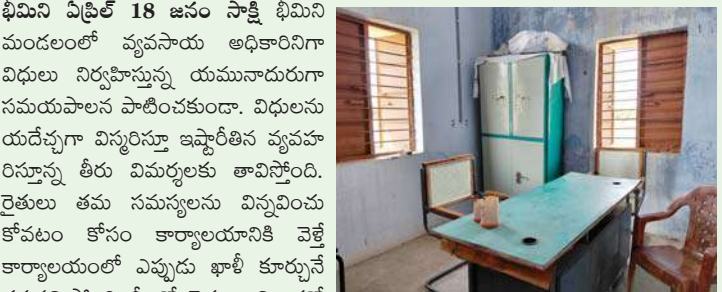 భీమిని ఏప్రిల్ 18 జనం సాక్షి భీమిని
మండలంలో వ్యవసాయ అధికారినిగా
విధులు నిర్వహిస్తున్న యమునాదురుగా
సమయపాలన పాటించకుండా. విధులను
యదేచ్చగా విస్మరిస్తూ ఇష్టారీతిన వ్యవహ
రిస్తూన్న తీరు విమర్శలకు తావిస్తోంది.
రైతులు తమ సమస్యలను విన్నవించు
కోవటం కోసం కార్యాలయానికి వెళ్తే
కార్యాలయంలో ఎప్పుడు ఖాళీ కూర్చునే